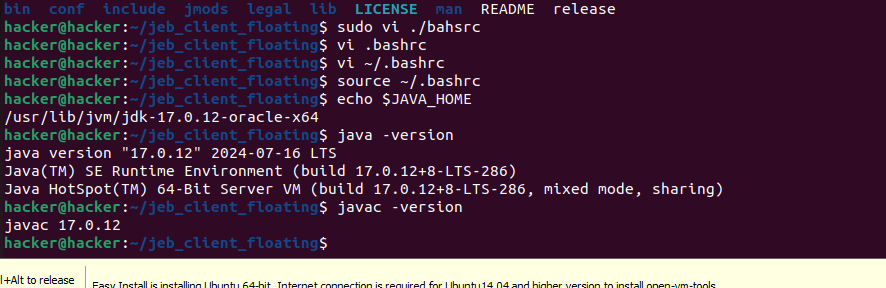 bin conf include jmods legal lib LICENSE man README release
hacker@hacker:~/jeb_client_floating$ sudo vi ./bahsrc
hacker@hacker:~/jeb_client_floating$ vi .bashrc
hacker@hacker:~/jeb_client_floating$ vi ~/.bashrc
hacker@hacker:~/jeb_client_floating$ source ~/.bashrc
hacker@hacker:~/jeb_client_floating$ echo $JAVA_HOME
/usr/lib/jvm/jdk-17.0.12-oracle-x64
hacker@hacker:~/jeb_client_floating$ java -version
java version "17.0.12" 2024-07-16 LTS
Java(TM) SE Runtime Environment (build 17.0.12+8-LTS-286)
Java HotSpot(TM) 64-Bit Server VM (build 17.0.12+8-LTS-286, mixed mode, sharing)
hacker@hacker:~/jeb_client_floating$ javac -version
javac 17.0.12
hacker@hacker:~/jeb_client_floating$
l+Alt to release
Easy Install is installing Ubuntu 64-bit. Internet connection is required for Ubuntu14.04 and higher version to install open-vm-tools